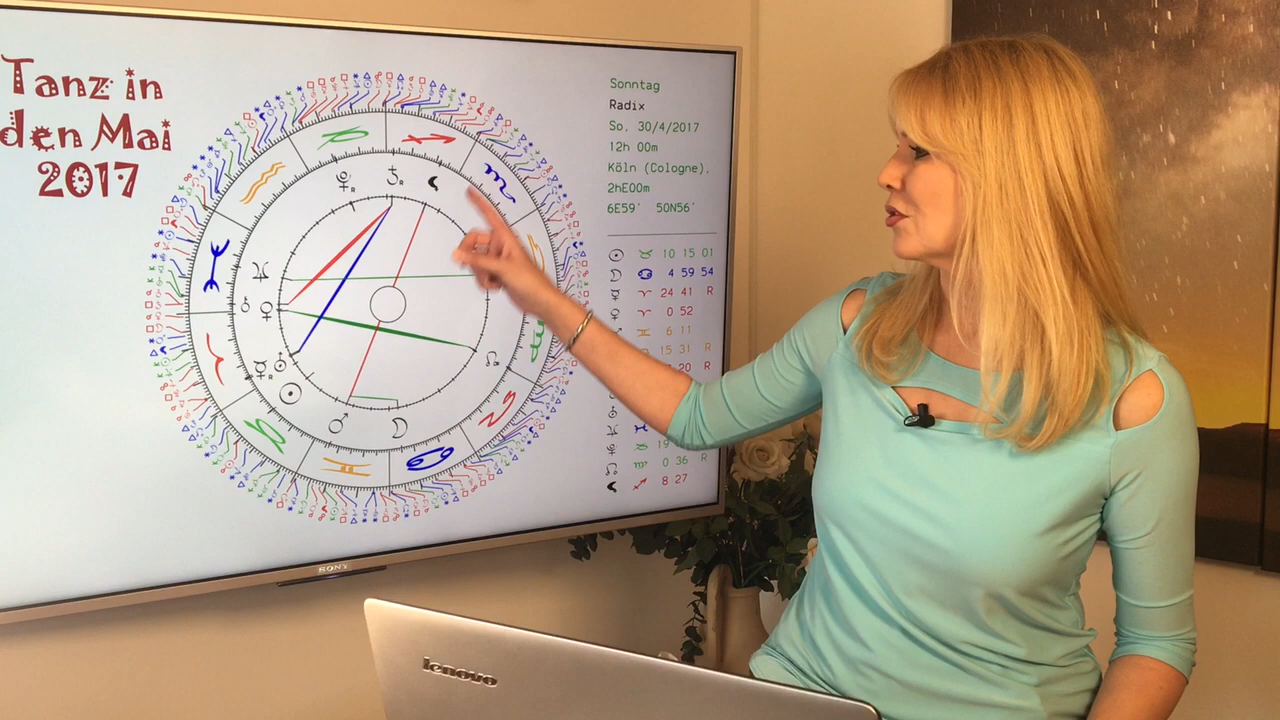 Tanz in
den Mai
2017
Sonntag
Radix
So. 30/4/2017
12h 00m
Köln (Cologne),
2hE00m
6E59' 50N56'
☉ ♉ 10 15 01
☽ ♋ 4 59 54
☿ ♈ 24 41 R
♀ ♈ 0 52
♊ 6 11
15 31 R
20 R
♓
19 R
☊ ♍ 0 36 R
♐ 8 27
SONY
lenovo